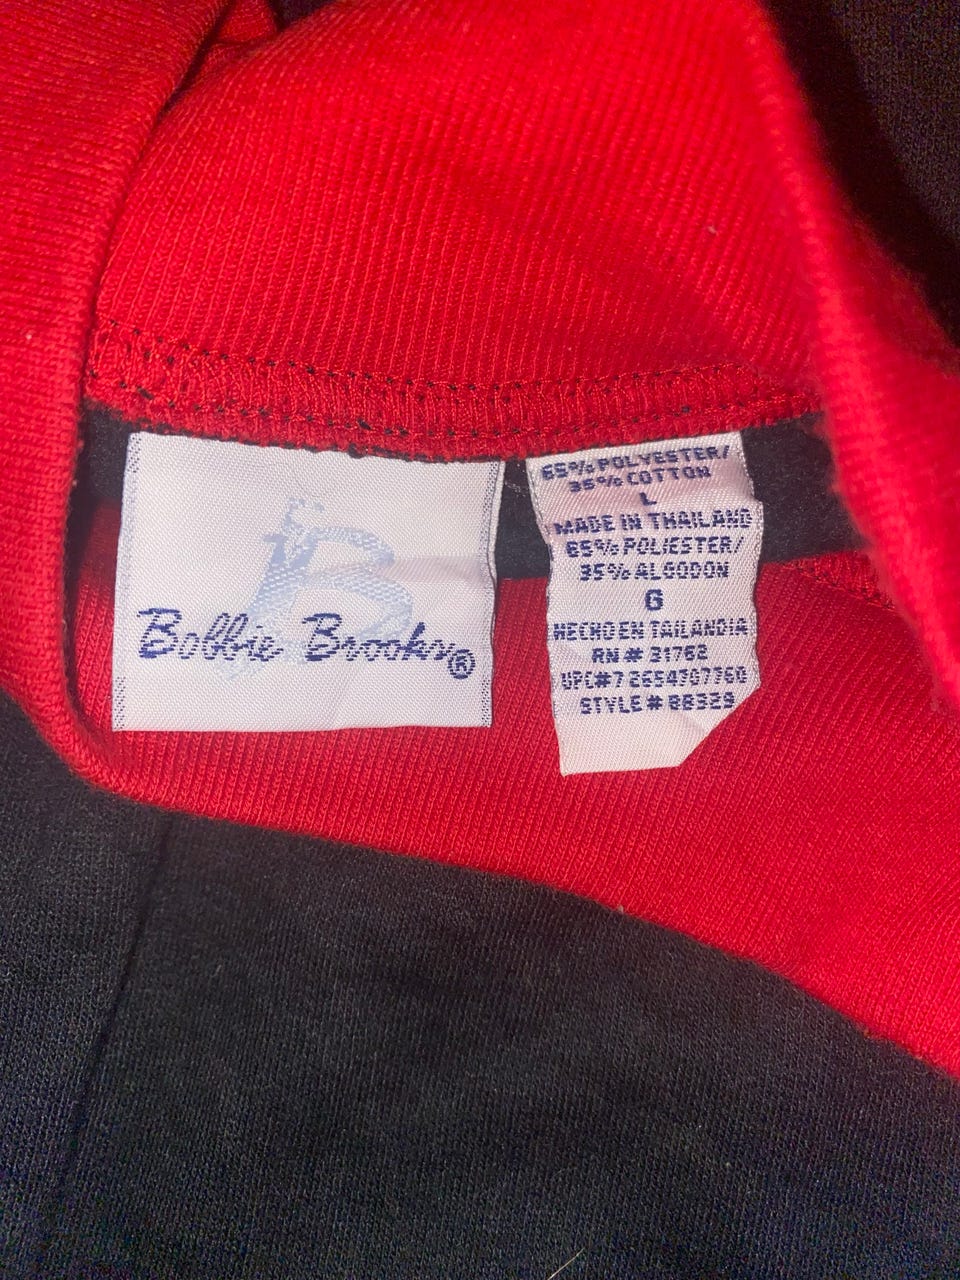 B
Bobbie Brooks®
65% POLYESTER/
35% COTTON
L
MADE IN THAILAND
65% POLIESTER/
35% ALGODON
G
HECHO EN TAILANDIA
RN # 31762
UPC#7 2654707760
STYLE # 88329